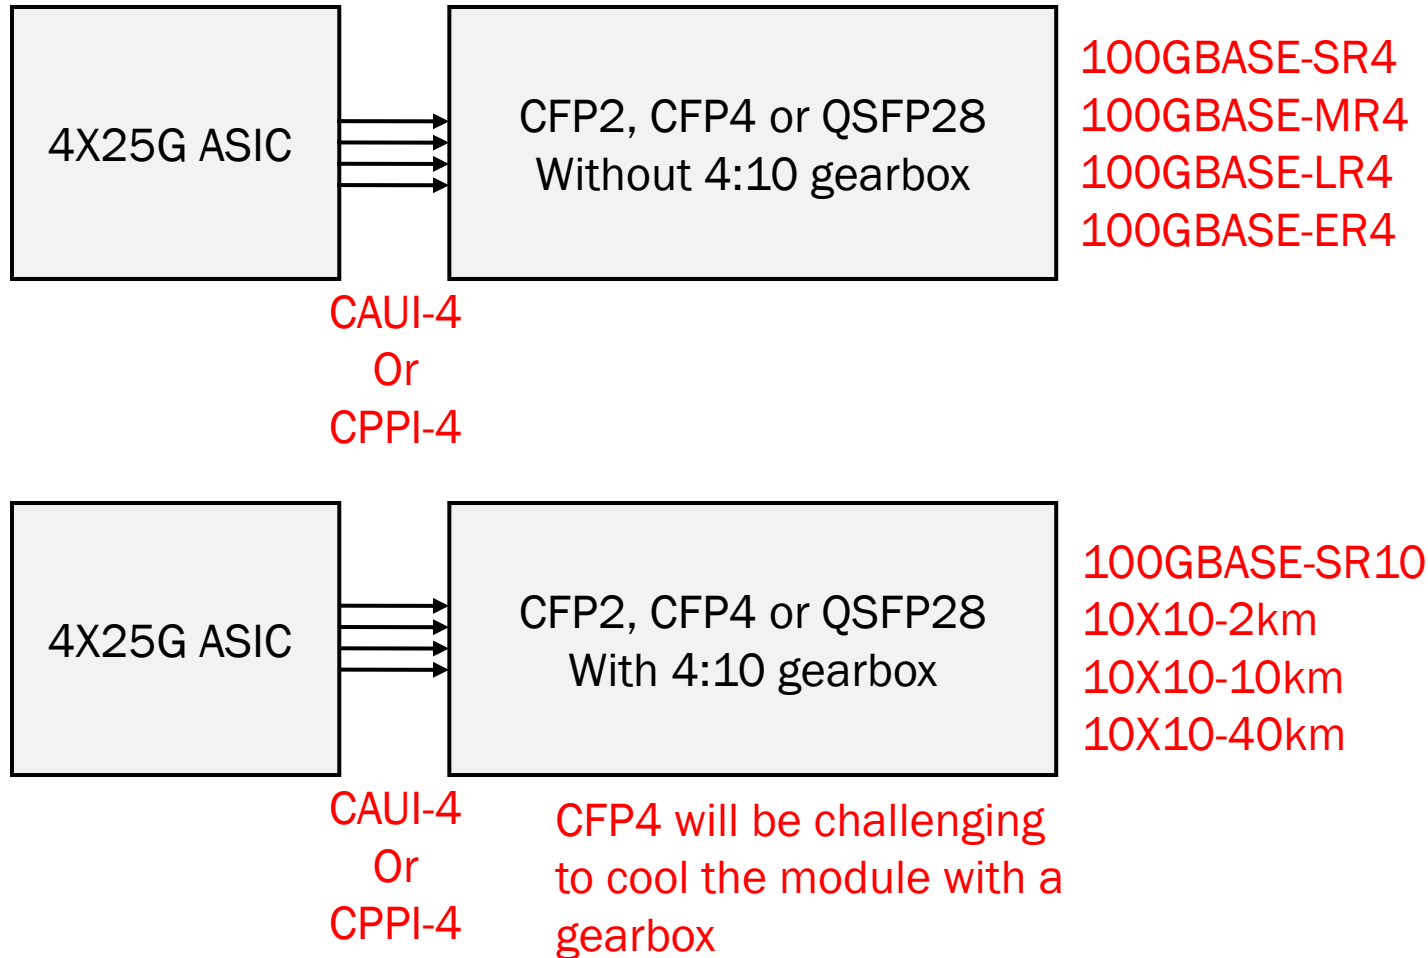 4X25G ASIC
CFP2, CFP4 or QSFP28
Without 4:10 gearbox
100GBASE-SR4
100GBASE-MR4
100GBASE-LR4
100GBASE-ER4
CAUI-4
Or
CPPI-4
4X25G ASIC
CFP2, CFP4 or QSFP28
With 4:10 gearbox
100GBASE-SR10
10X10-2km
10X10-10km
10X10-40km
CAUI-4
Or
CPPI-4
CFP4 will be challenging
to cool the module with a
gearbox